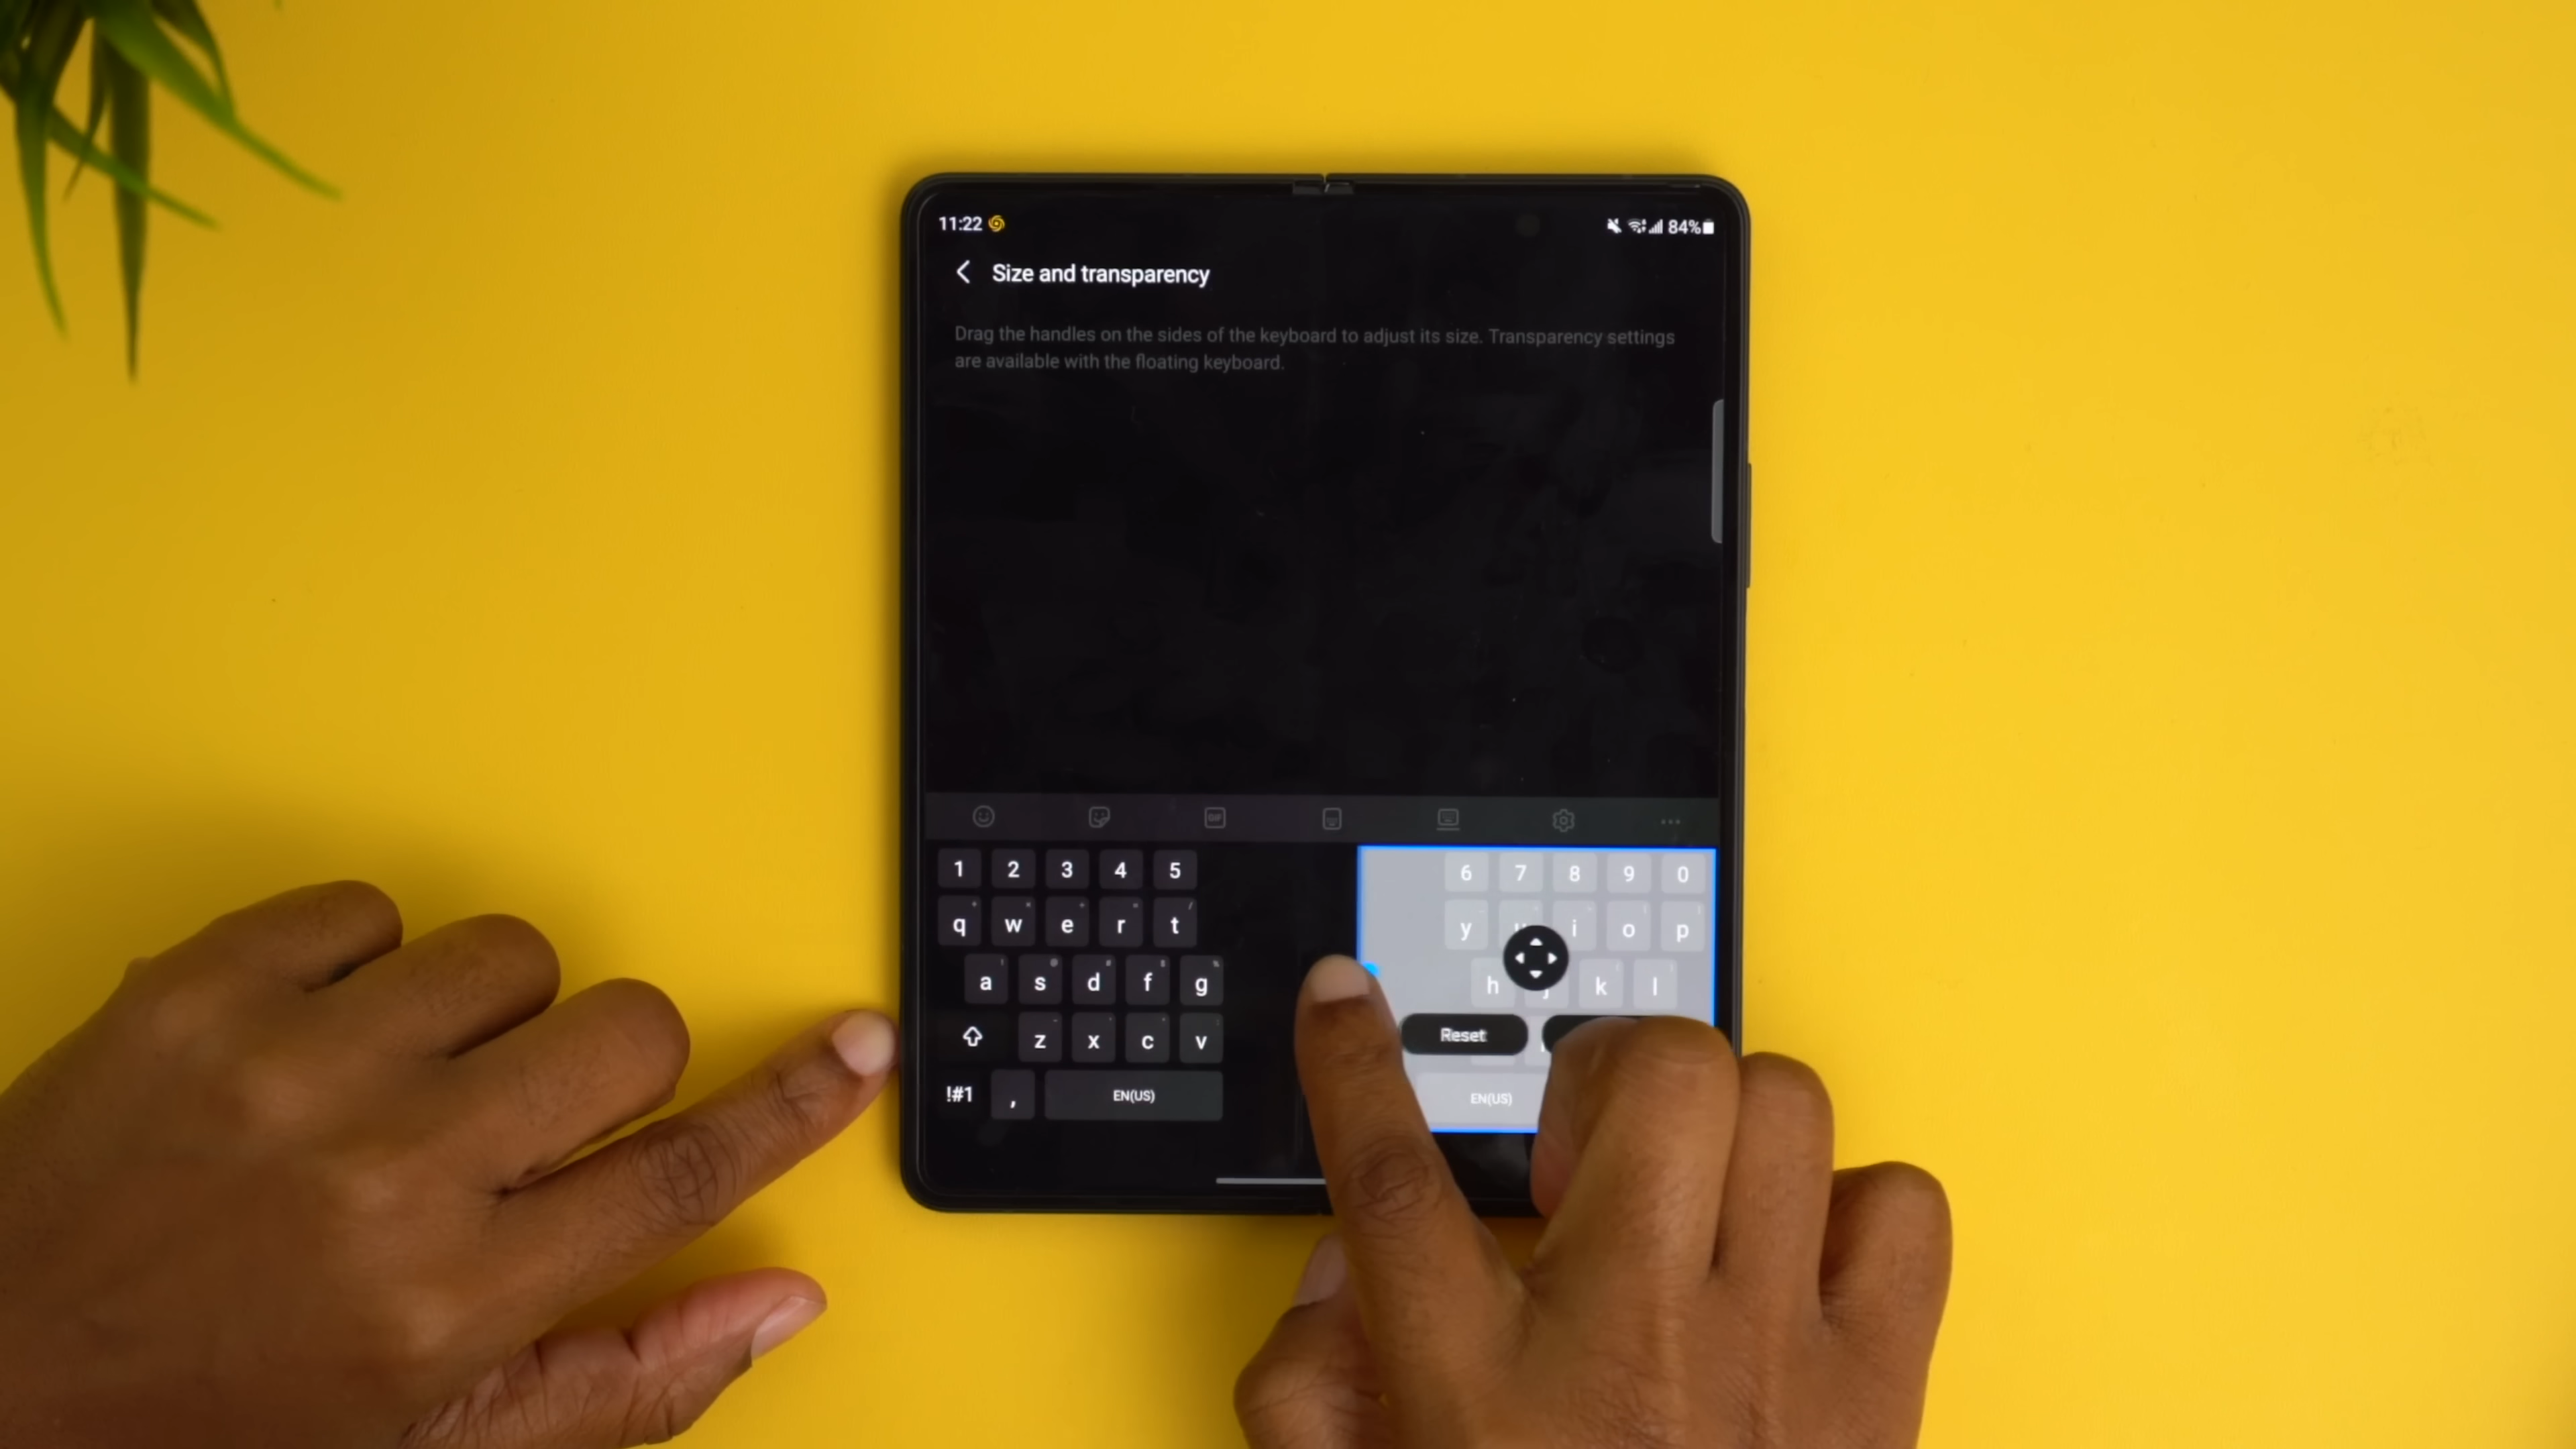 11:22 84%
Size and transparency
Drag the handles on the sides of the keyboard to adjust its size. Transparency settings
are available with the floating keyboard.
GIF
1 2 3 4 5 6 7 8 9 0
q w e r t y u i o p
a s d f g h j k l
z x c v
Reset
!#1 , EN(US) EN(US)